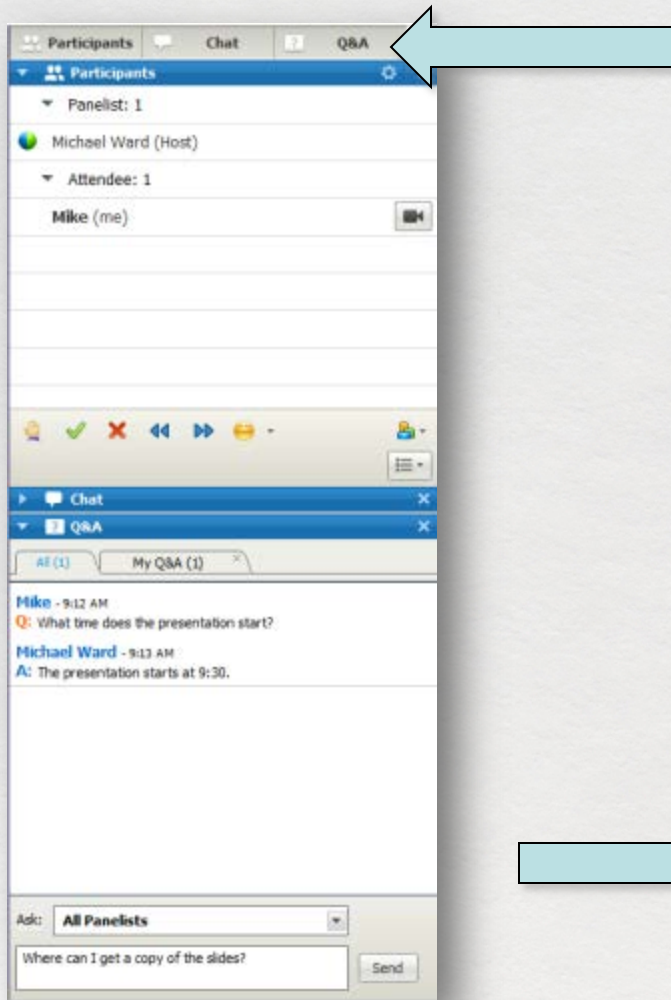 Participants Chat ? Q&A
Participants
Panelist: 1
Michael Ward (Host)
Attendee: 1
Mike (me)
Chat
? Q&A
All (1) My Q&A (1)
Mike - 9:12 AM
Q: What time does the presentation start?
Michael Ward - 9:13 AM
A: The presentation starts at 9:30.
Ask: All Panelists
Where can I get a copy of the slides?
Send